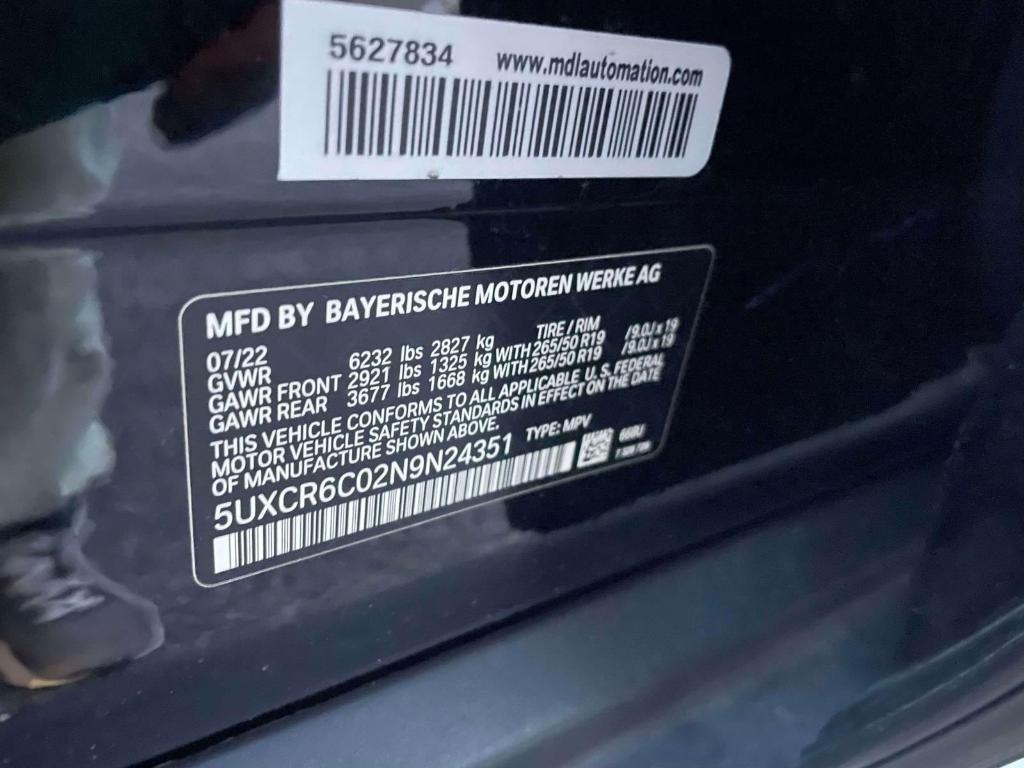 5627834 www.mdlautomation.com
MFD BY BAYERISCHE MOTOREN WERKE AG
07/22 TIRE / RIM
GVWR 6232 lbs 2827 kg
GAWR FRONT 2921 lbs 1325 kg WITH 265/50 R19 /9.0J x 19
GAWR REAR 3677 lbs 1668 kg WITH 265/50 R19 /9.0J x 19
THIS VEHICLE CONFORMS TO ALL APPLICABLE U.S. FEDERAL
MOTOR VEHICLE SAFETY STANDARDS IN EFFECT ON THE DATE
OF MANUFACTURE SHOWN ABOVE.
5UXCR6C02N9N24351 TYPE: MPV